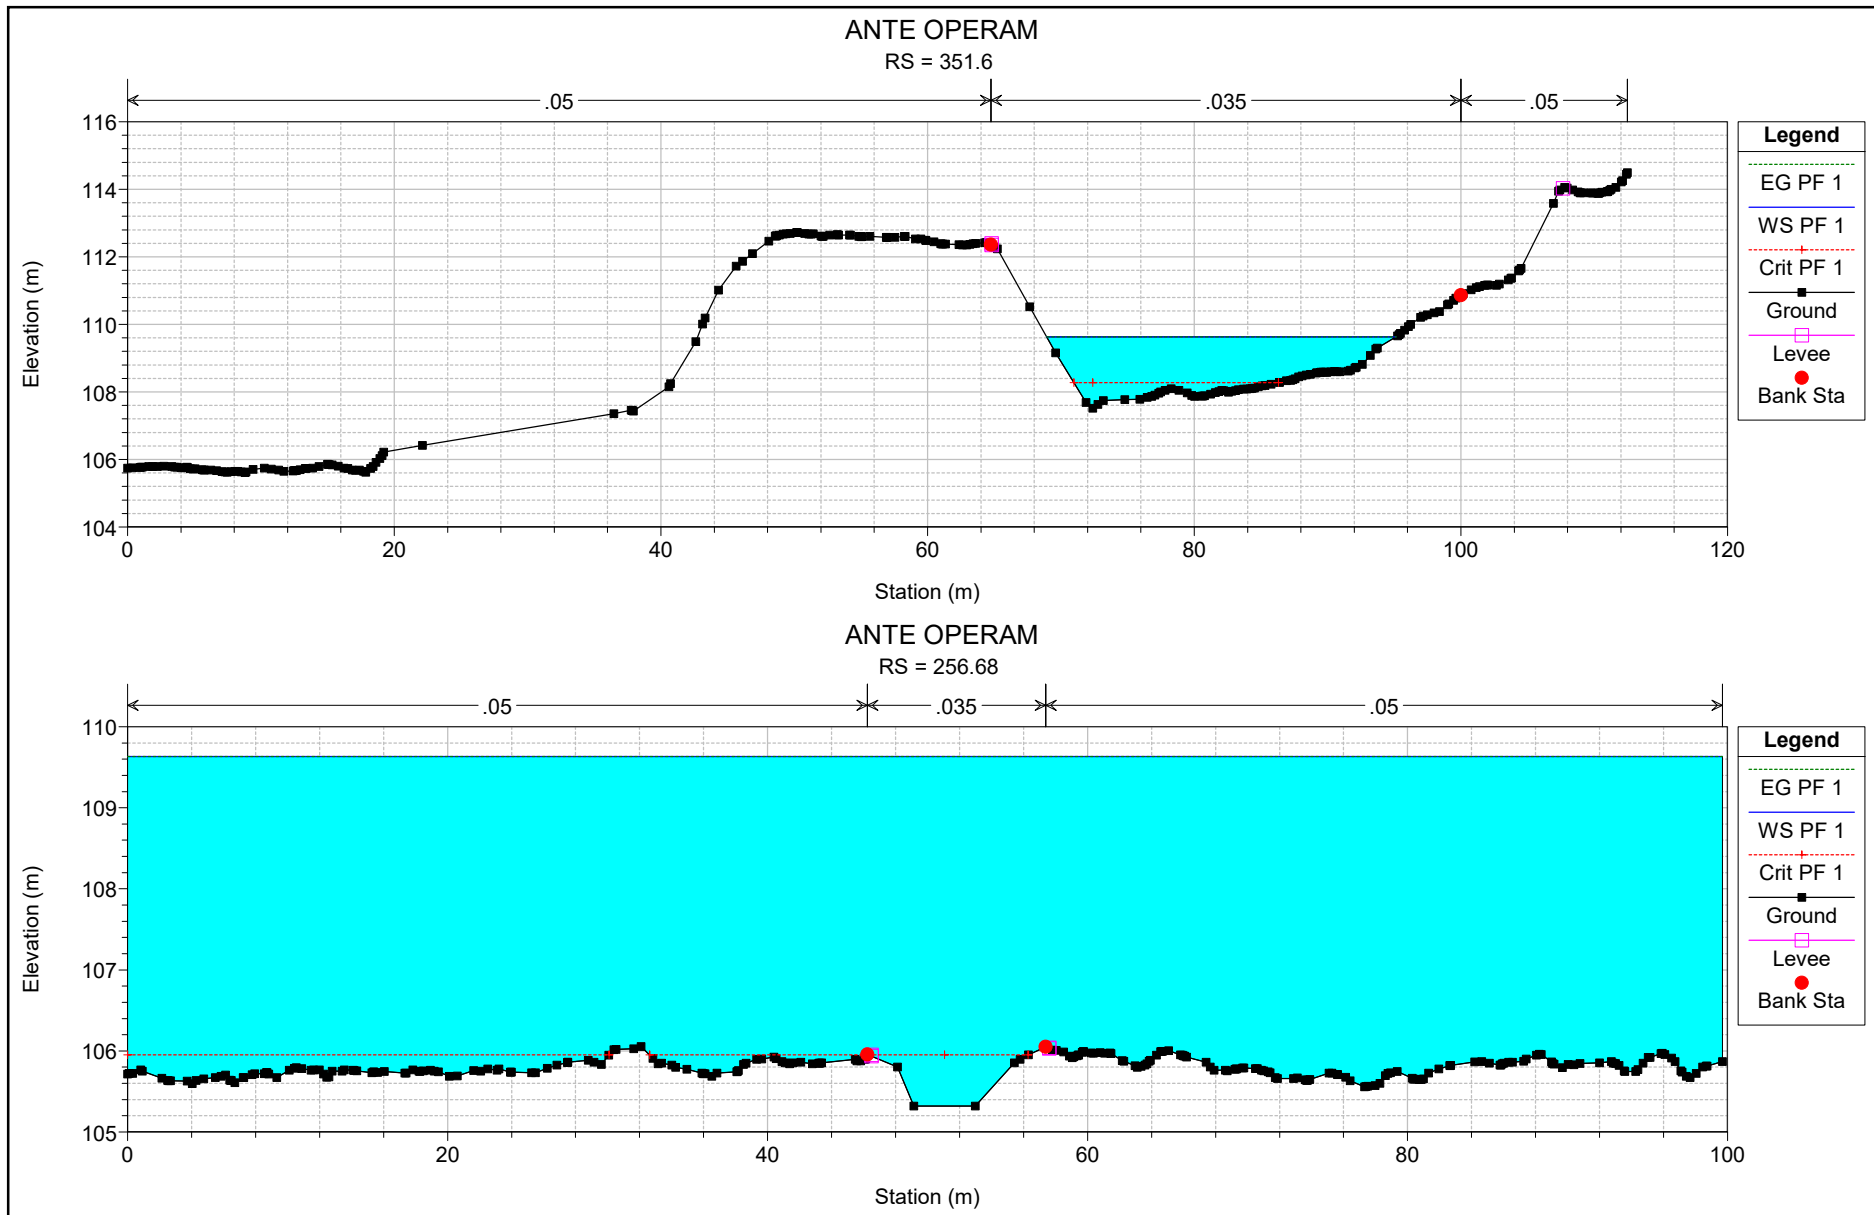 ANTE OPERAM
RS = 351.6
.05 .035 .05
116
114
112
110
108
106
104
Elevation (m)
0 20 40 60 80 100 120
Station (m)
Legend
EG PF 1
WS PF 1
Crit PF 1
Ground
Levee
Bank Sta
ANTE OPERAM
RS = 256.68
.05 .035 .05
110
109
108
107
106
105
Elevation (m)
0 20 40 60 80 100
Station (m)
Legend
EG PF 1
WS PF 1
Crit PF 1
Ground
Levee
Bank Sta